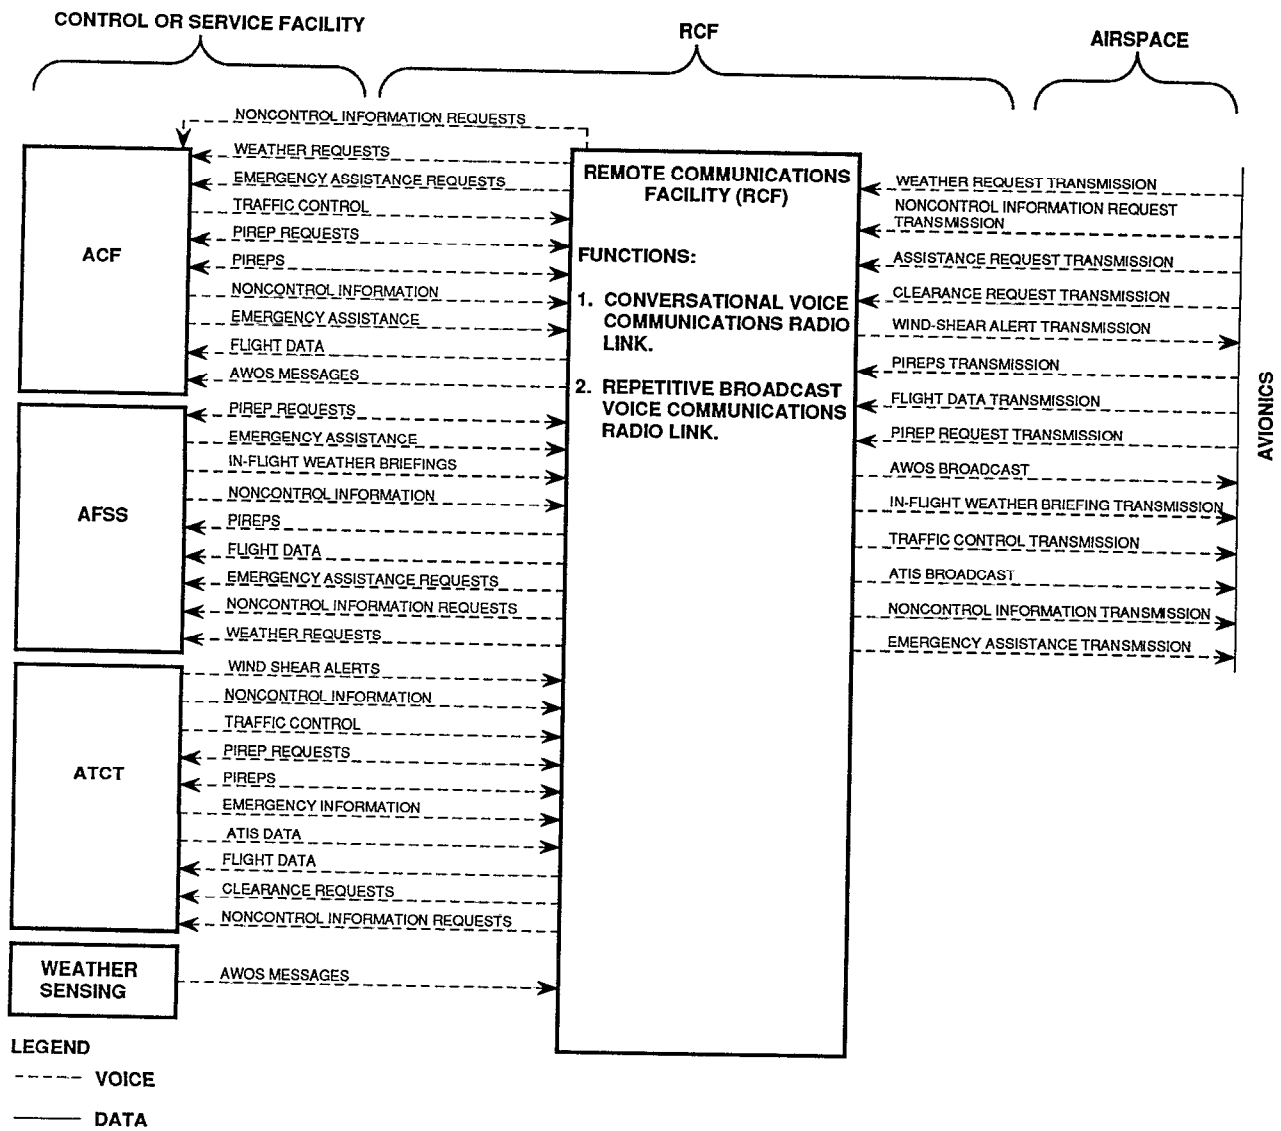 CONTROL OR SERVICE FACILITY
RCF
AIRSPACE
NONCONTROL INFORMATION REQUESTS
WEATHER REQUESTS
EMERGENCY ASSISTANCE REQUESTS
TRAFFIC CONTROL
PIREP REQUESTS
PIREPS
NONCONTROL INFORMATION
EMERGENCY ASSISTANCE
FLIGHT DATA
AWOS MESSAGES
ACF
PIREP REQUESTS
EMERGENCY ASSISTANCE
IN-FLIGHT WEATHER BRIEFINGS
NONCONTROL INFORMATION
PIREPS
FLIGHT DATA
EMERGENCY ASSISTANCE REQUESTS
NONCONTROL INFORMATION REQUESTS
WEATHER REQUESTS
AFSS
WIND SHEAR ALERTS
NONCONTROL INFORMATION
TRAFFIC CONTROL
PIREP REQUESTS
PIREPS
EMERGENCY INFORMATION
ATIS DATA
FLIGHT DATA
CLEARANCE REQUESTS
NONCONTROL INFORMATION REQUESTS
ATCT
WEATHER
SENSING
AWOS MESSAGES
REMOTE COMMUNICATIONS
FACILITY (RCF)
FUNCTIONS:
1. CONVERSATIONAL VOICE
COMMUNICATIONS RADIO
LINK.
2. REPETITIVE BROADCAST
VOICE COMMUNICATIONS
RADIO LINK.
WEATHER REQUEST TRANSMISSION
NONCONTROL INFORMATION REQUEST
TRANSMISSION
ASSISTANCE REQUEST TRANSMISSION
CLEARANCE REQUEST TRANSMISSION
WIND-SHEAR ALERT TRANSMISSION
PIREPS TRANSMISSION
FLIGHT DATA TRANSMISSION
PIREP REQUEST TRANSMISSION
AWOS BROADCAST
IN-FLIGHT WEATHER BRIEFING TRANSMISSION
TRAFFIC CONTROL TRANSMISSION
ATIS BROADCAST
NONCONTROL INFORMATION TRANSMISSION
EMERGENCY ASSISTANCE TRANSMISSION
AVIONICS
LEGEND
VOICE
DATA